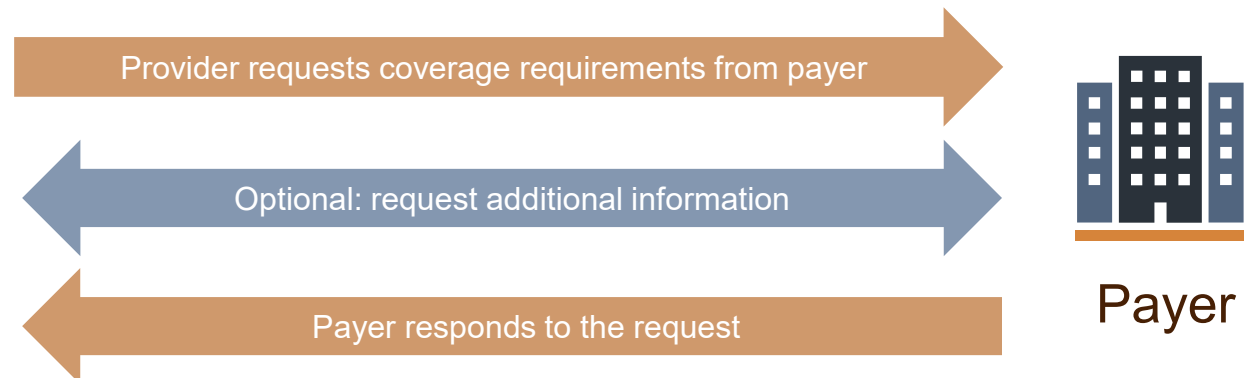 Provider requests coverage requirements from payer
Optional: request additional information
Payer responds to the request
Payer